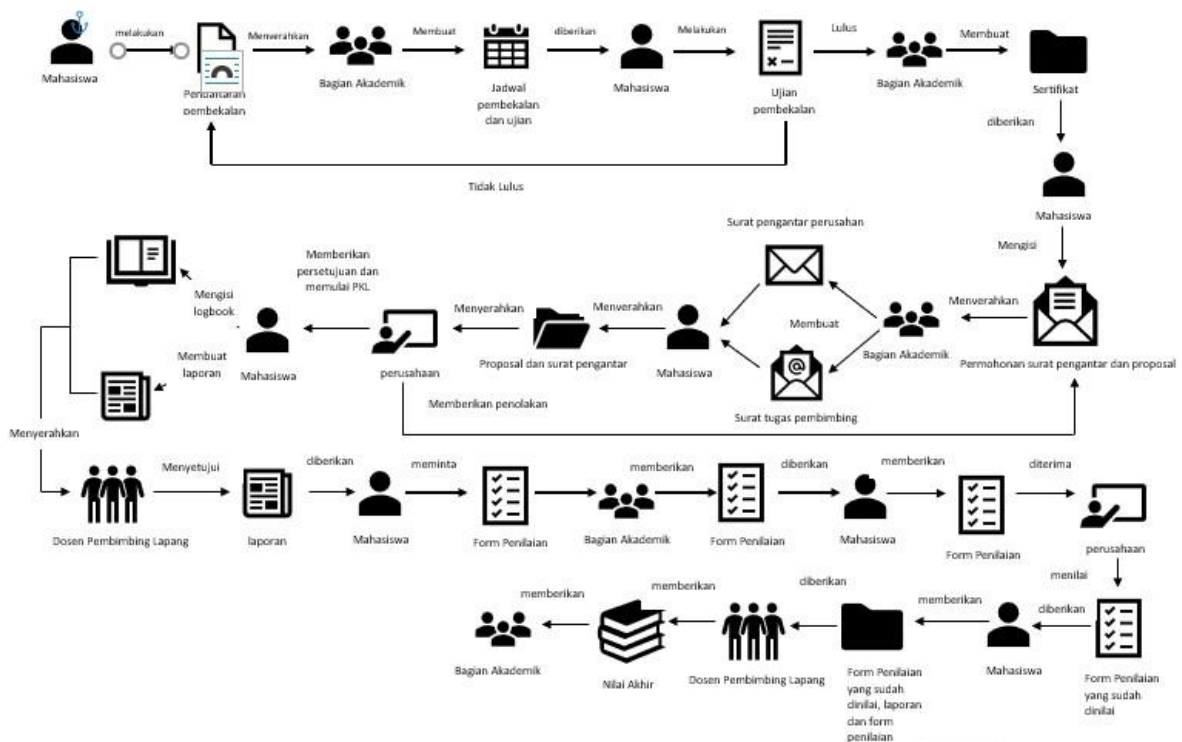 melakukan
Menverahkan
Membuat
diberikan
Melakukan
Lulus
Membuat
Mahasiswa
Pendaftaran
pembekalan
Bagian Akademik
Jadwal
pembekalan
dan ujian
Mahasiswa
Ujian
pembekalan
Bagian Akademik
Sertifikat
diberikan
Tidak Lulus
Mahasiswa
Mengisi
Surat pengantar perusahan
Memberikan
persetujuan dan
memulai PKL
Mengisi
logbook
Menyerahkan
Menverahkan
Membuat
Menverahkan
Bagian Akademik
Permohonan surat pengantar dan proposal
Membuat
laporan
Mahasiswa
perusahaan
Proposal dan surat pengantar
Mahasiswa
Surat tugas pembimbing
Memberikan penolakan
Menyerahkan
Menyetujui
diberikan
meminta
memberikan
diberikan
memberikan
diterima
Dosen Pembimbing Lapang
laporan
Mahasiswa
Form Penilaian
Bagian Akademik
Form Penilaian
Mahasiswa
Form Penilaian
perusahaan
menilai
memberikan
memberikan
diberikan
memberikan
diberikan
Bagian Akademik
Nilai Akhir
Dosen Pembimbing Lapang
Form Penilaian
yang sudah
dinilai, laporan
dan form
penilaian
Mahasiswa
Form Penilaian
yang sudah
dinilai